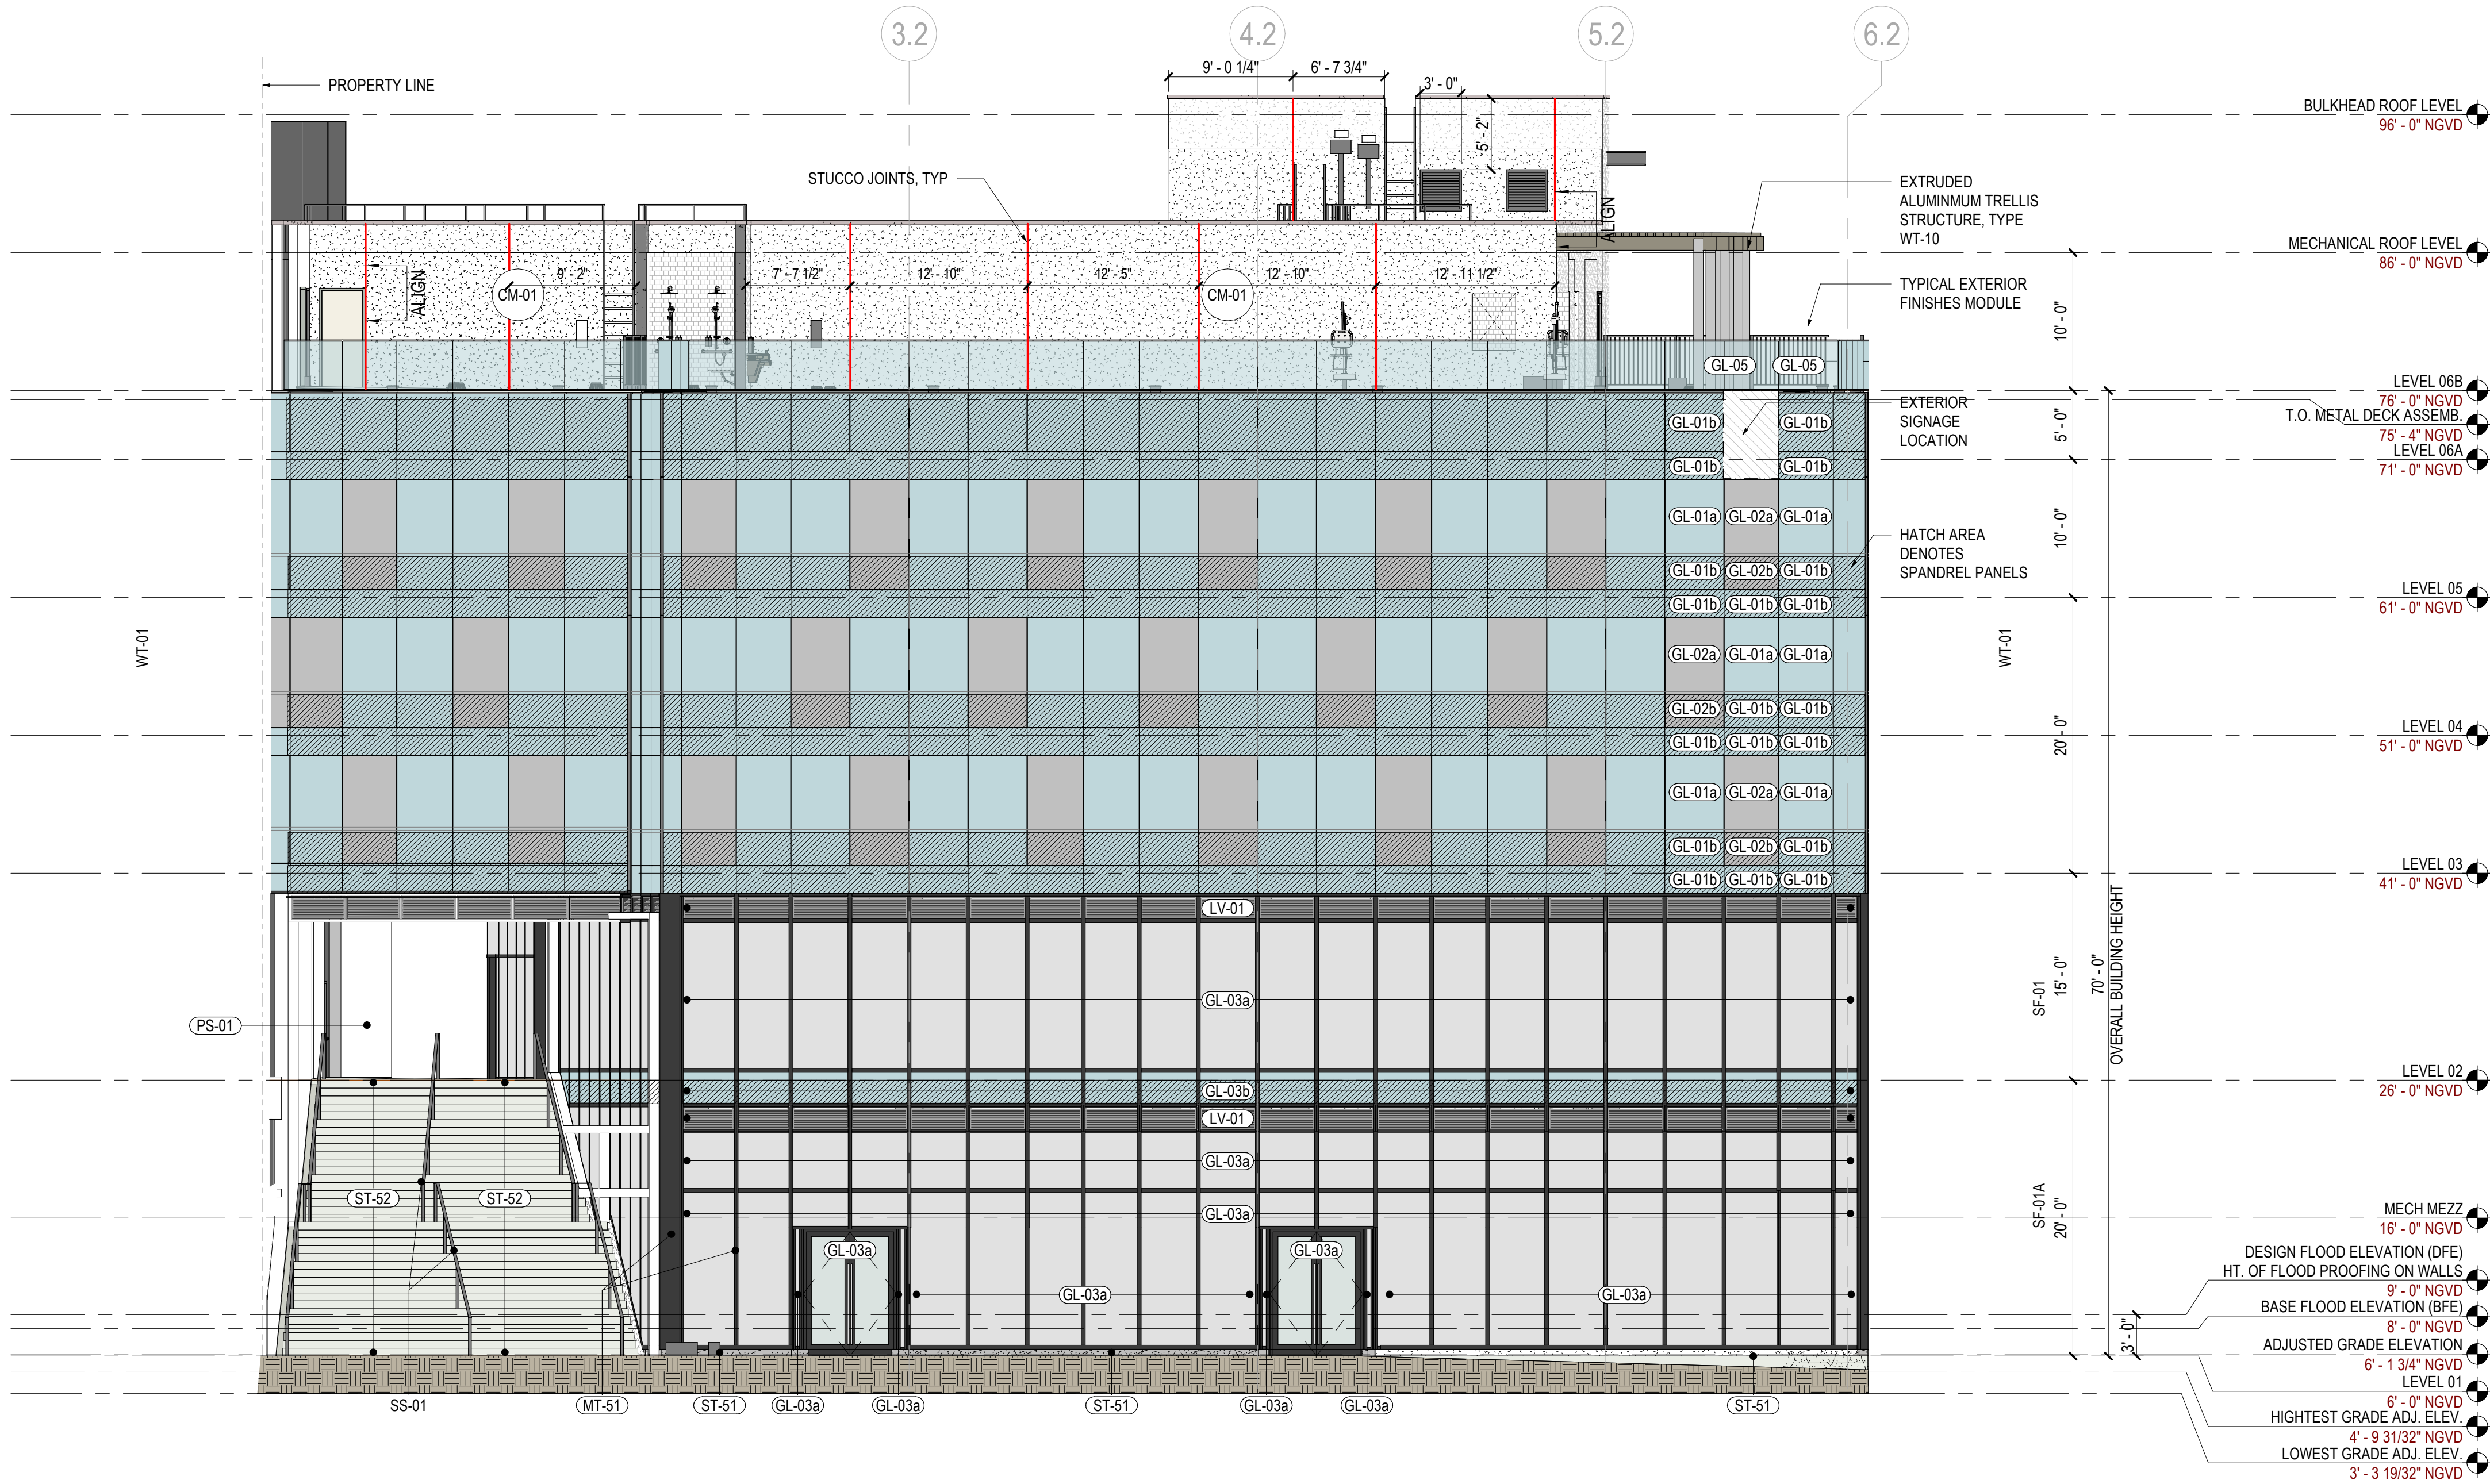 3.2
4.2
5.2
6.2
PROPERTY LINE
9' - 0 1/4"
6' - 7 3/4"
3' - 0"
5' - 2"
BULKHEAD ROOF LEVEL
96' - 0" NGVD
STUCCO JOINTS, TYP
EXTRUDED
ALUMINMUM TRELLIS
STRUCTURE, TYPE
WT-10
ALIGN
MECHANICAL ROOF LEVEL
86' - 0" NGVD
ALIGN
CM-01
9' - 2"
7' - 7 1/2"
12' - 10"
12' - 5"
CM-01
12' - 10"
12' - 11 1/2"
TYPICAL EXTERIOR
FINISHES MODULE
10' - 0"
GL-05
GL-05
LEVEL 06B
76' - 0" NGVD
T.O. METAL DECK ASSEMB.
75' - 4" NGVD
EXTERIOR
SIGNAGE
LOCATION
GL-01b
GL-01b
5' - 0"
LEVEL 06A
71' - 0" NGVD
GL-01b
GL-01b
GL-01a
GL-02a
GL-01a
10' - 0"
HATCH AREA
DENOTES
SPANDREL PANELS
GL-01b
GL-02b
GL-01b
LEVEL 05
61' - 0" NGVD
GL-01b
GL-01b
GL-01b
WT-01
WT-01
GL-02a
GL-01a
GL-01a
GL-02b
GL-01b
GL-01b
20' - 0"
LEVEL 04
51' - 0" NGVD
GL-01b
GL-01b
GL-01b
GL-01a
GL-02a
GL-01a
GL-01b
GL-02b
GL-01b
LEVEL 03
41' - 0" NGVD
GL-01b
GL-01b
GL-01b
LV-01
GL-03a
PS-01
SF-01
15' - 0"
70' - 0"
OVERALL BUILDING HEIGHT
LEVEL 02
26' - 0" NGVD
GL-03b
LV-01
GL-03a
ST-52
ST-52
GL-03a
SF-01A
20' - 0"
MECH MEZZ
16' - 0" NGVD
GL-03a
GL-03a
DESIGN FLOOD ELEVATION (DFE)
HT. OF FLOOD PROOFING ON WALLS
9' - 0" NGVD
GL-03a
GL-03a
BASE FLOOD ELEVATION (BFE)
8' - 0" NGVD
3' - 0"
ADJUSTED GRADE ELEVATION
6' - 1 3/4" NGVD
LEVEL 01
6' - 0" NGVD
SS-01
MT-51
ST-51
GL-03a
GL-03a
ST-51
GL-03a
GL-03a
ST-51
HIGHTEST GRADE ADJ. ELEV.
4' - 9 31/32" NGVD
LOWEST GRADE ADJ. ELEV.
3' - 3 19/32" NGVD